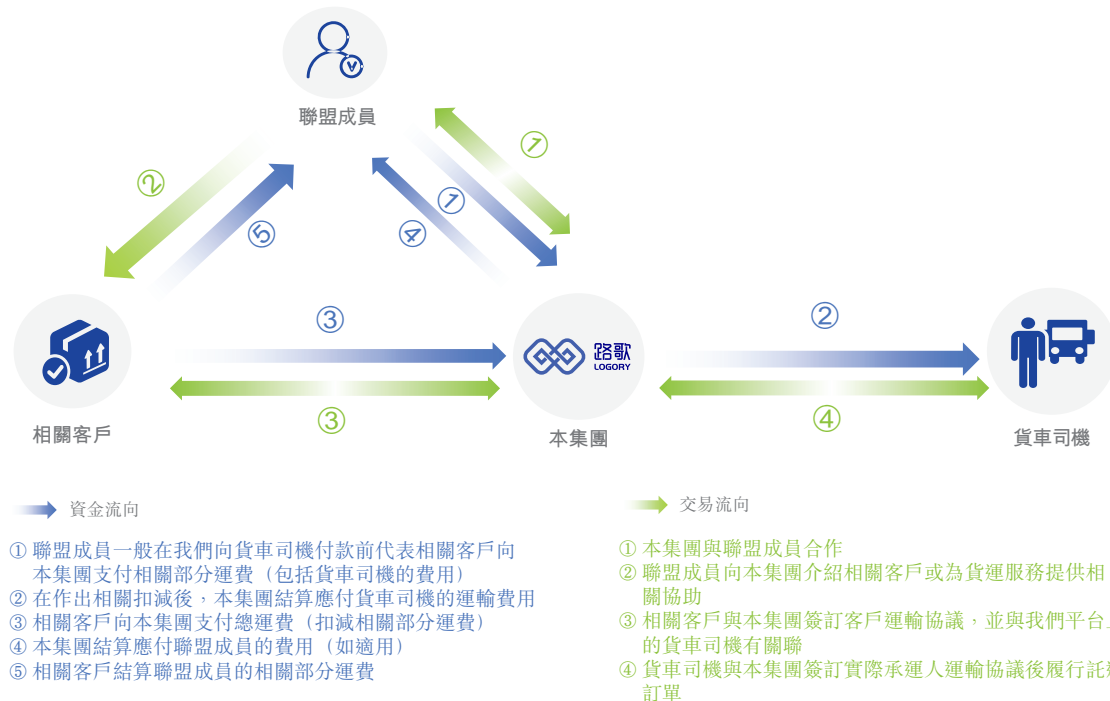 聯盟成員
①
②
①
⑤
④
③
②
路歌
LOGORY
③
④
相關客戶
本集團
貨車司機
資金流向
① 聯盟成員一般在我們向貨車司機付款前代表相關客戶向
本集團支付相關部分運費（包括貨車司機的費用）
② 在作出相關扣減後，本集團結算應付貨車司機的運輸費用
③ 相關客戶向本集團支付總運費（扣減相關部分運費）
④ 本集團結算應付聯盟成員的費用（如適用）
⑤ 相關客戶結算聯盟成員的相關部分運費
交易流向
① 本集團與聯盟成員合作
② 聯盟成員向本集團介紹相關客戶或為貨運服務提供相
關協助
③ 相關客戶與本集團簽訂客戶運輸協議，並與我們平台
的貨車司機有關聯
④ 貨車司機與本集團簽訂實際承運人運輸協議後履行託
訂單